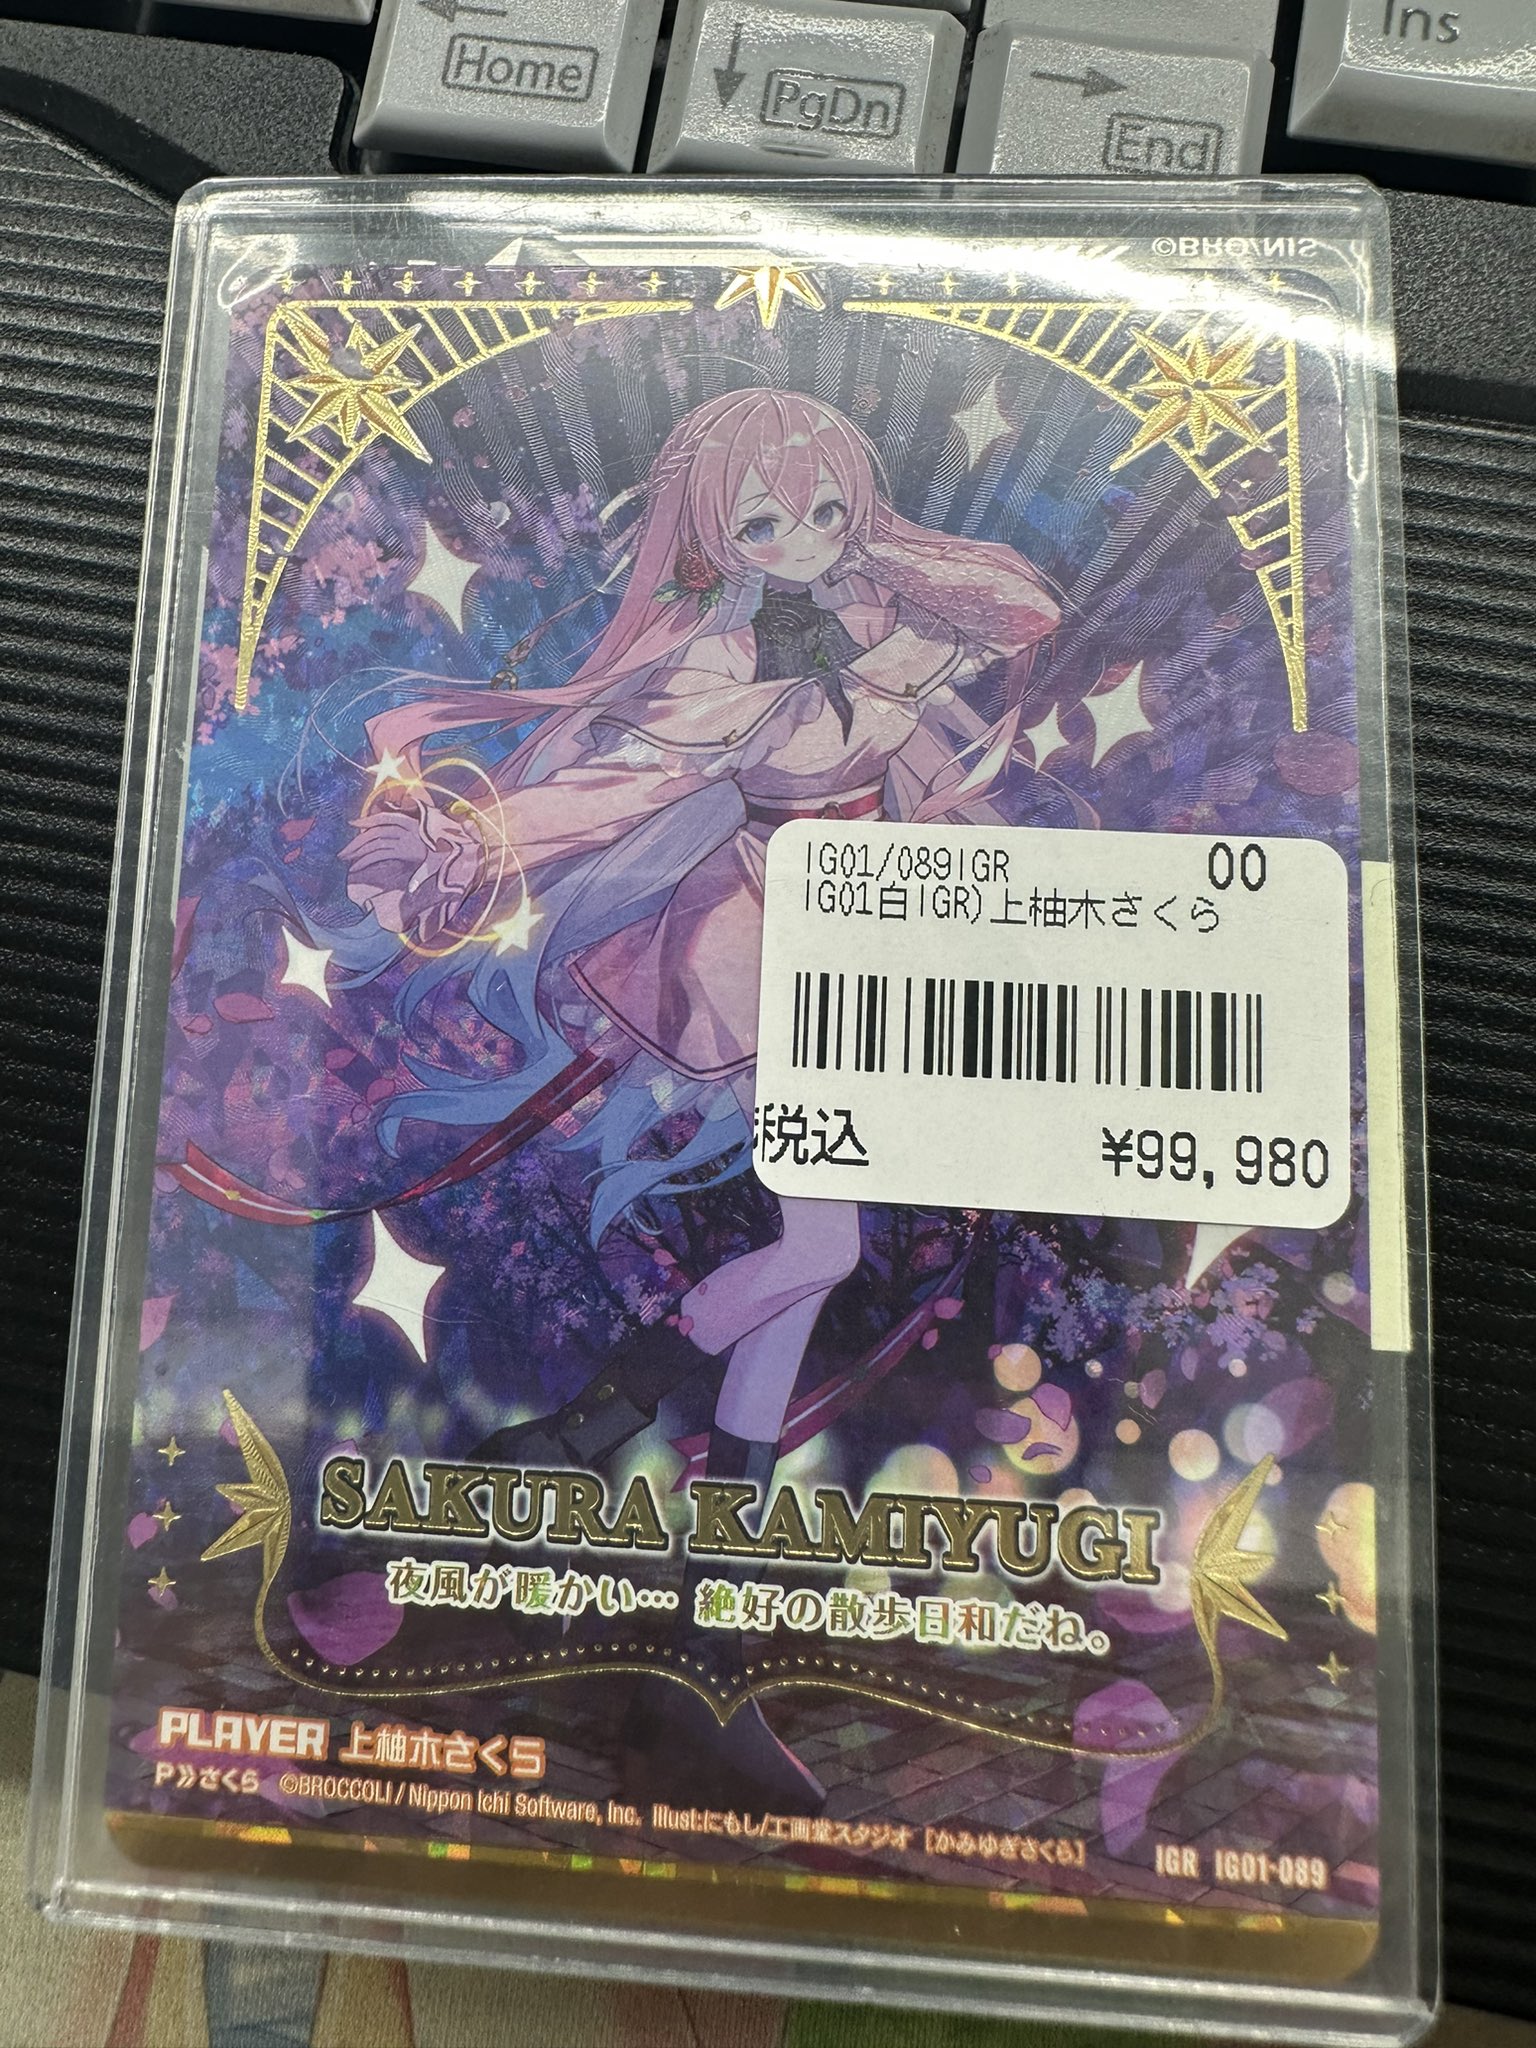 Home
PgDn
End
Ins
©BRO/NIS
IG01/089IGR
00
IG01白IGR)上柚木さくら
税込
¥99,980
SAKURA KAMIYUGI
夜風が暖かい… 絶好の散歩日和だね。
PLAYER 上柚木さくら
P》さくら ©BROCCOLI / Nippon Ichi Software, Inc. Illust:にもし/工画堂スタジオ [かみゆぎさくら]
IGR IG01-089